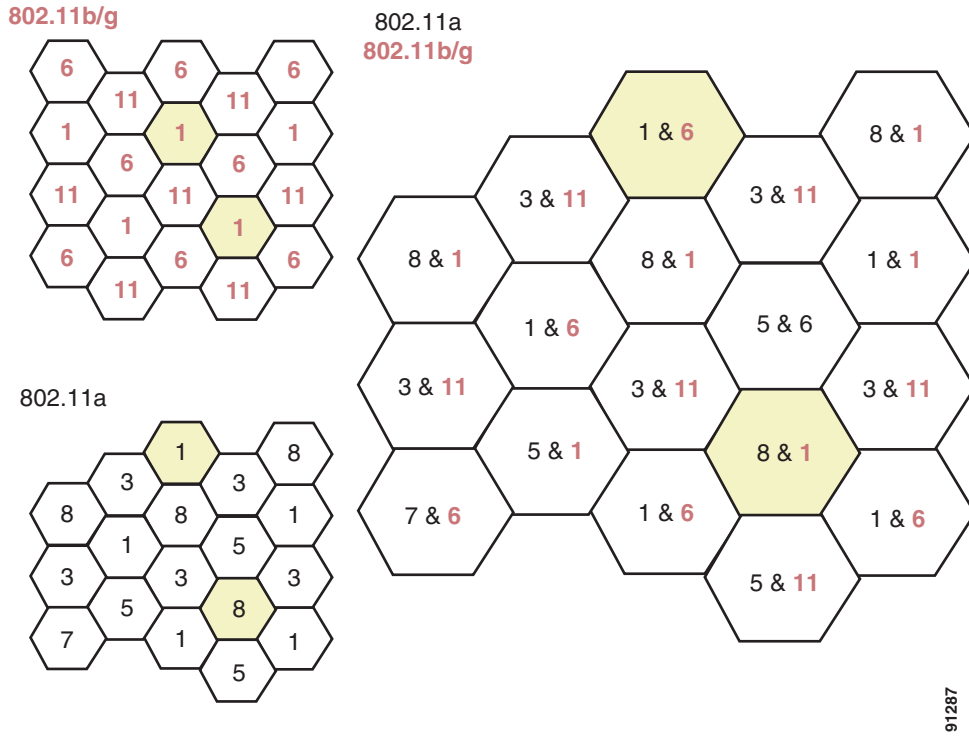 802.11b/g
6 6 6
11 11
1 1 1
6 6
11 11 11
1 1
6 6 6
11 11
802.11a
1 8
3 3
8 8 1
1 5
3 3 3
5 8
7 1 1
5
802.11a
802.11b/g
1 & 6 8 & 1
3 & 11 3 & 11
8 & 1 8 & 1 1 & 1
1 & 6 5 & 6
3 & 11 3 & 11 3 & 11
5 & 1 8 & 1
7 & 6 1 & 6 1 & 6
5 & 11
91287